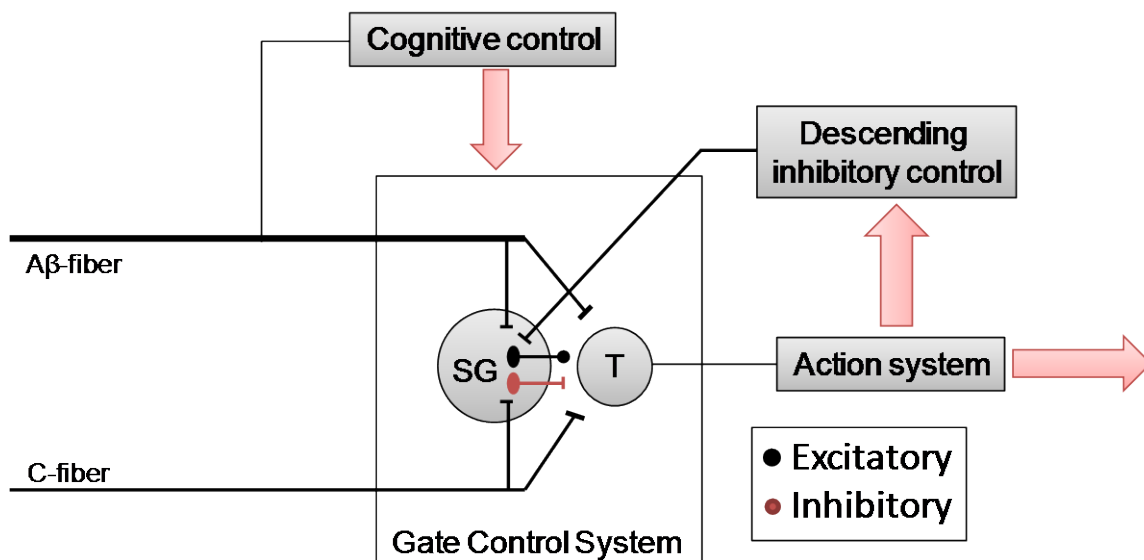 Cognitive control
Descending
inhibitory control
Aβ-fiber
SG
T
Action system
C-fiber
Excitatory
Inhibitory
Gate Control System